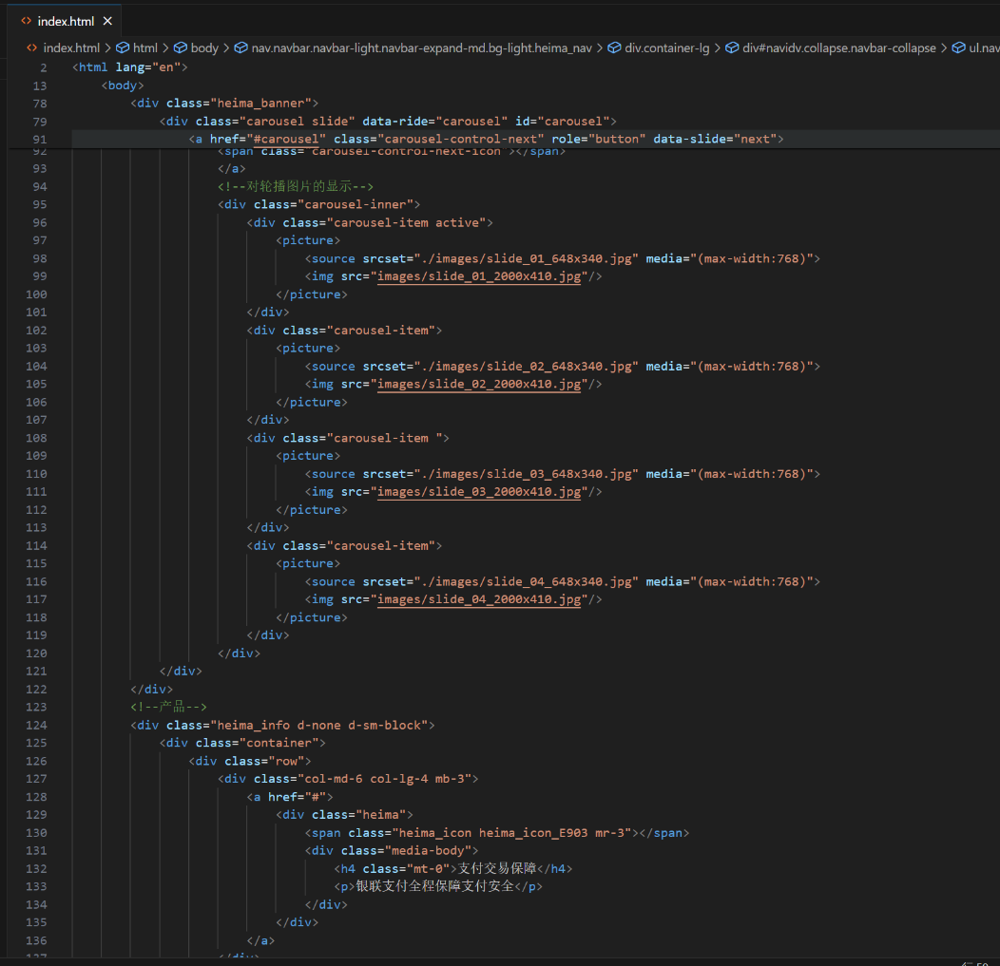 index.html
index.html > html > body > nav.navbar.navbar-light.navbar-expand-md.bg-light.heima_nav > div.container-lg > div#navidv.collapse.navbar-collapse > ul.nav
2 <html lang="en">
13 <body>
78 <div class="heima_banner">
79 <div class="carousel slide" data-ride="carousel" id="carousel">
91 <a href="#carousel" class="carousel-control-next" role="button" data-slide="next">
92 <span class="carousel-control-next-icon"></span>
93 </a>
94 <!--对轮播图片的显示-->
95 <div class="carousel-inner">
96 <div class="carousel-item active">
97 <picture>
98 <source srcset="./images/slide_01_648x340.jpg" media="(max-width:768)">
99 <img src="images/slide_01_2000x410.jpg"/>
100 </picture>
101 </div>
102 <div class="carousel-item">
103 <picture>
104 <source srcset="./images/slide_02_648x340.jpg" media="(max-width:768)">
105 <img src="images/slide_02_2000x410.jpg"/>
106 </picture>
107 </div>
108 <div class="carousel-item ">
109 <picture>
110 <source srcset="./images/slide_03_648x340.jpg" media="(max-width:768)">
111 <img src="images/slide_03_2000x410.jpg"/>
112 </picture>
113 </div>
114 <div class="carousel-item">
115 <picture>
116 <source srcset="./images/slide_04_648x340.jpg" media="(max-width:768)">
117 <img src="images/slide_04_2000x410.jpg"/>
118 </picture>
119 </div>
120 </div>
121 </div>
122 </div>
123 <!--产品-->
124 <div class="heima_info d-none d-sm-block">
125 <div class="container">
126 <div class="row">
127 <div class="col-md-6 col-lg-4 mb-3">
128 <a href="#">
129 <div class="heima">
130 <span class="heima_icon heima_icon_E903 mr-3"></span>
131 <div class="media-body">
132 <h4 class="mt-0">支付交易保障</h4>
133 <p>银联支付全程保障支付安全</p>
134 </div>
135 </div>
136 </a>
137 </div>